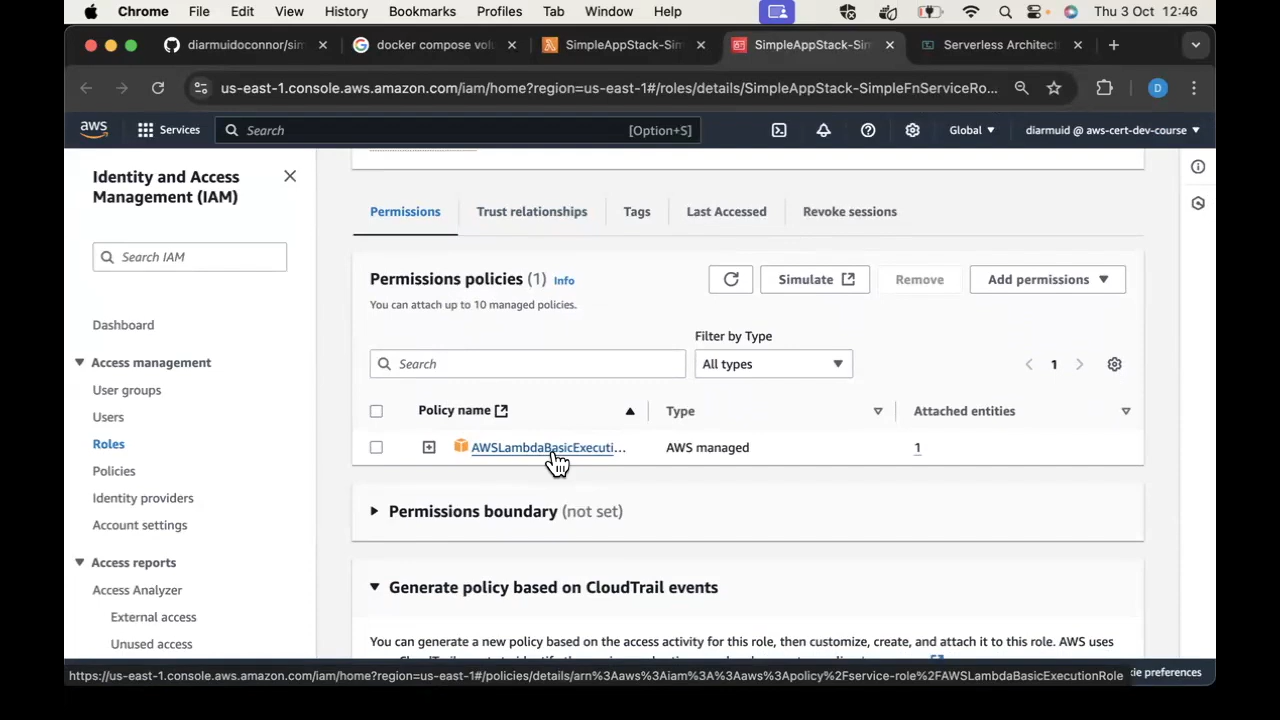 Chrome File Edit View History Bookmarks Profiles Tab Window Help Thu 3 Oct 12:46
diarmuidoconnor/sim docker compose volu SimpleAppStack-Sim SimpleAppStack-Sim Serverless Architect
us-east-1.console.aws.amazon.com/iam/home?region=us-east-1#/roles/details/SimpleAppStack-SimpleFnServiceRo...
aws Services Search [Option+S] Global diarmuid @ aws-cert-dev-course
Identity and Access
Management (IAM)
Search IAM
Dashboard
Access management
User groups
Users
Roles
Policies
Identity providers
Account settings
Access reports
Access Analyzer
External access
Unused access
Permissions Trust relationships Tags Last Accessed Revoke sessions
Permissions policies (1) Info
Simulate Remove Add permissions
You can attach up to 10 managed policies.
Filter by Type
Search All types 1
Policy name Type Attached entities
AWSLambdaBasicExecuti... AWS managed 1
Permissions boundary (not set)
Generate policy based on CloudTrail events
You can generate a new policy based on the access activity for this role, then customize, create, and attach it to this role. AWS uses
https://us-east-1.console.aws.amazon.com/iam/home?region=us-east-1#/policies/details/arn%3Aaws%3Aiam%3A%3Aaws%3Apolicy%2Fservice-role%2FAWSLambdaBasicExecutionRole
kie preferences